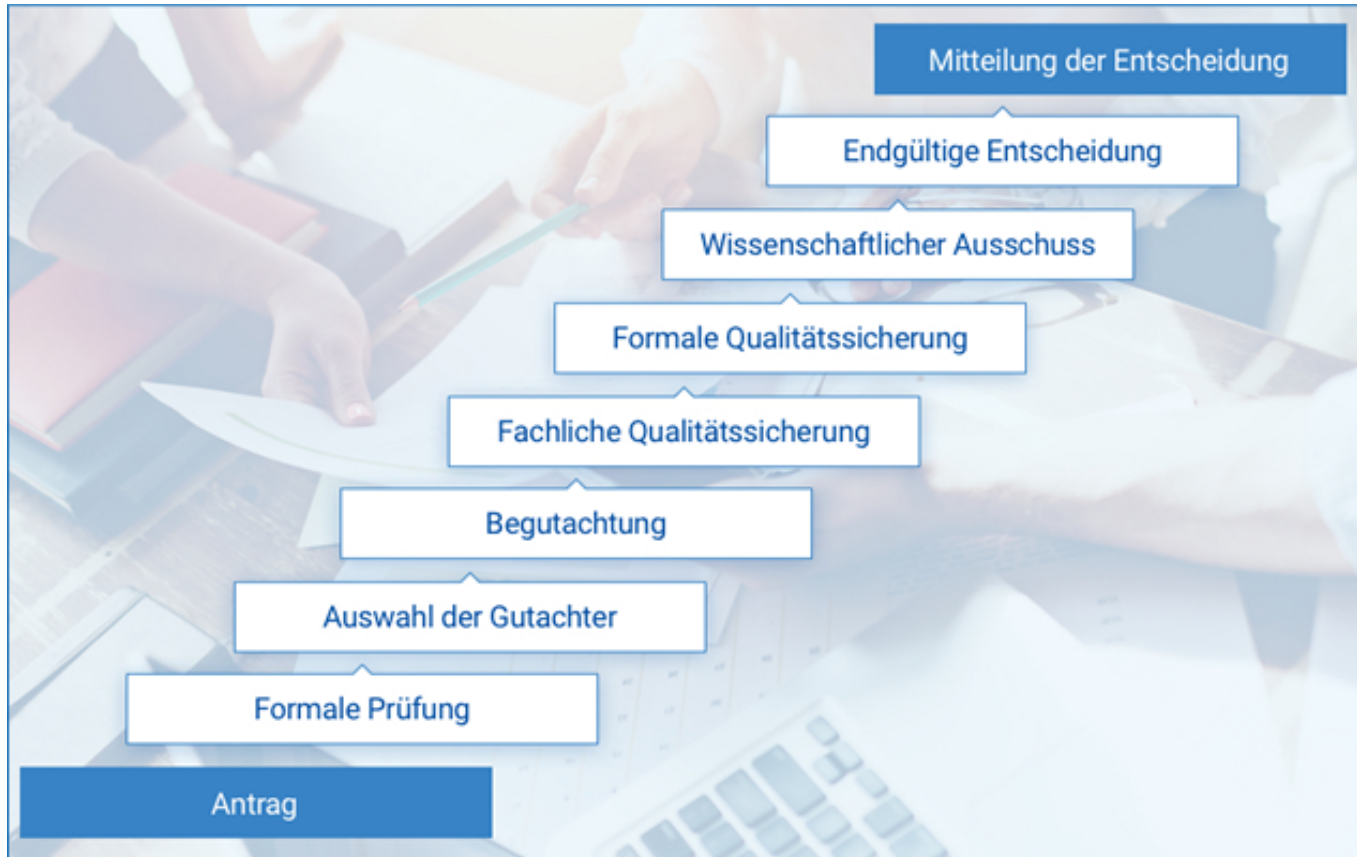 Mitteilung der Entscheidung
Endgültige Entscheidung
Wissenschaftlicher Ausschuss
Formale Qualitätssicherung
Fachliche Qualitätssicherung
Begutachtung
Auswahl der Gutachter
Formale Prüfung
Antrag